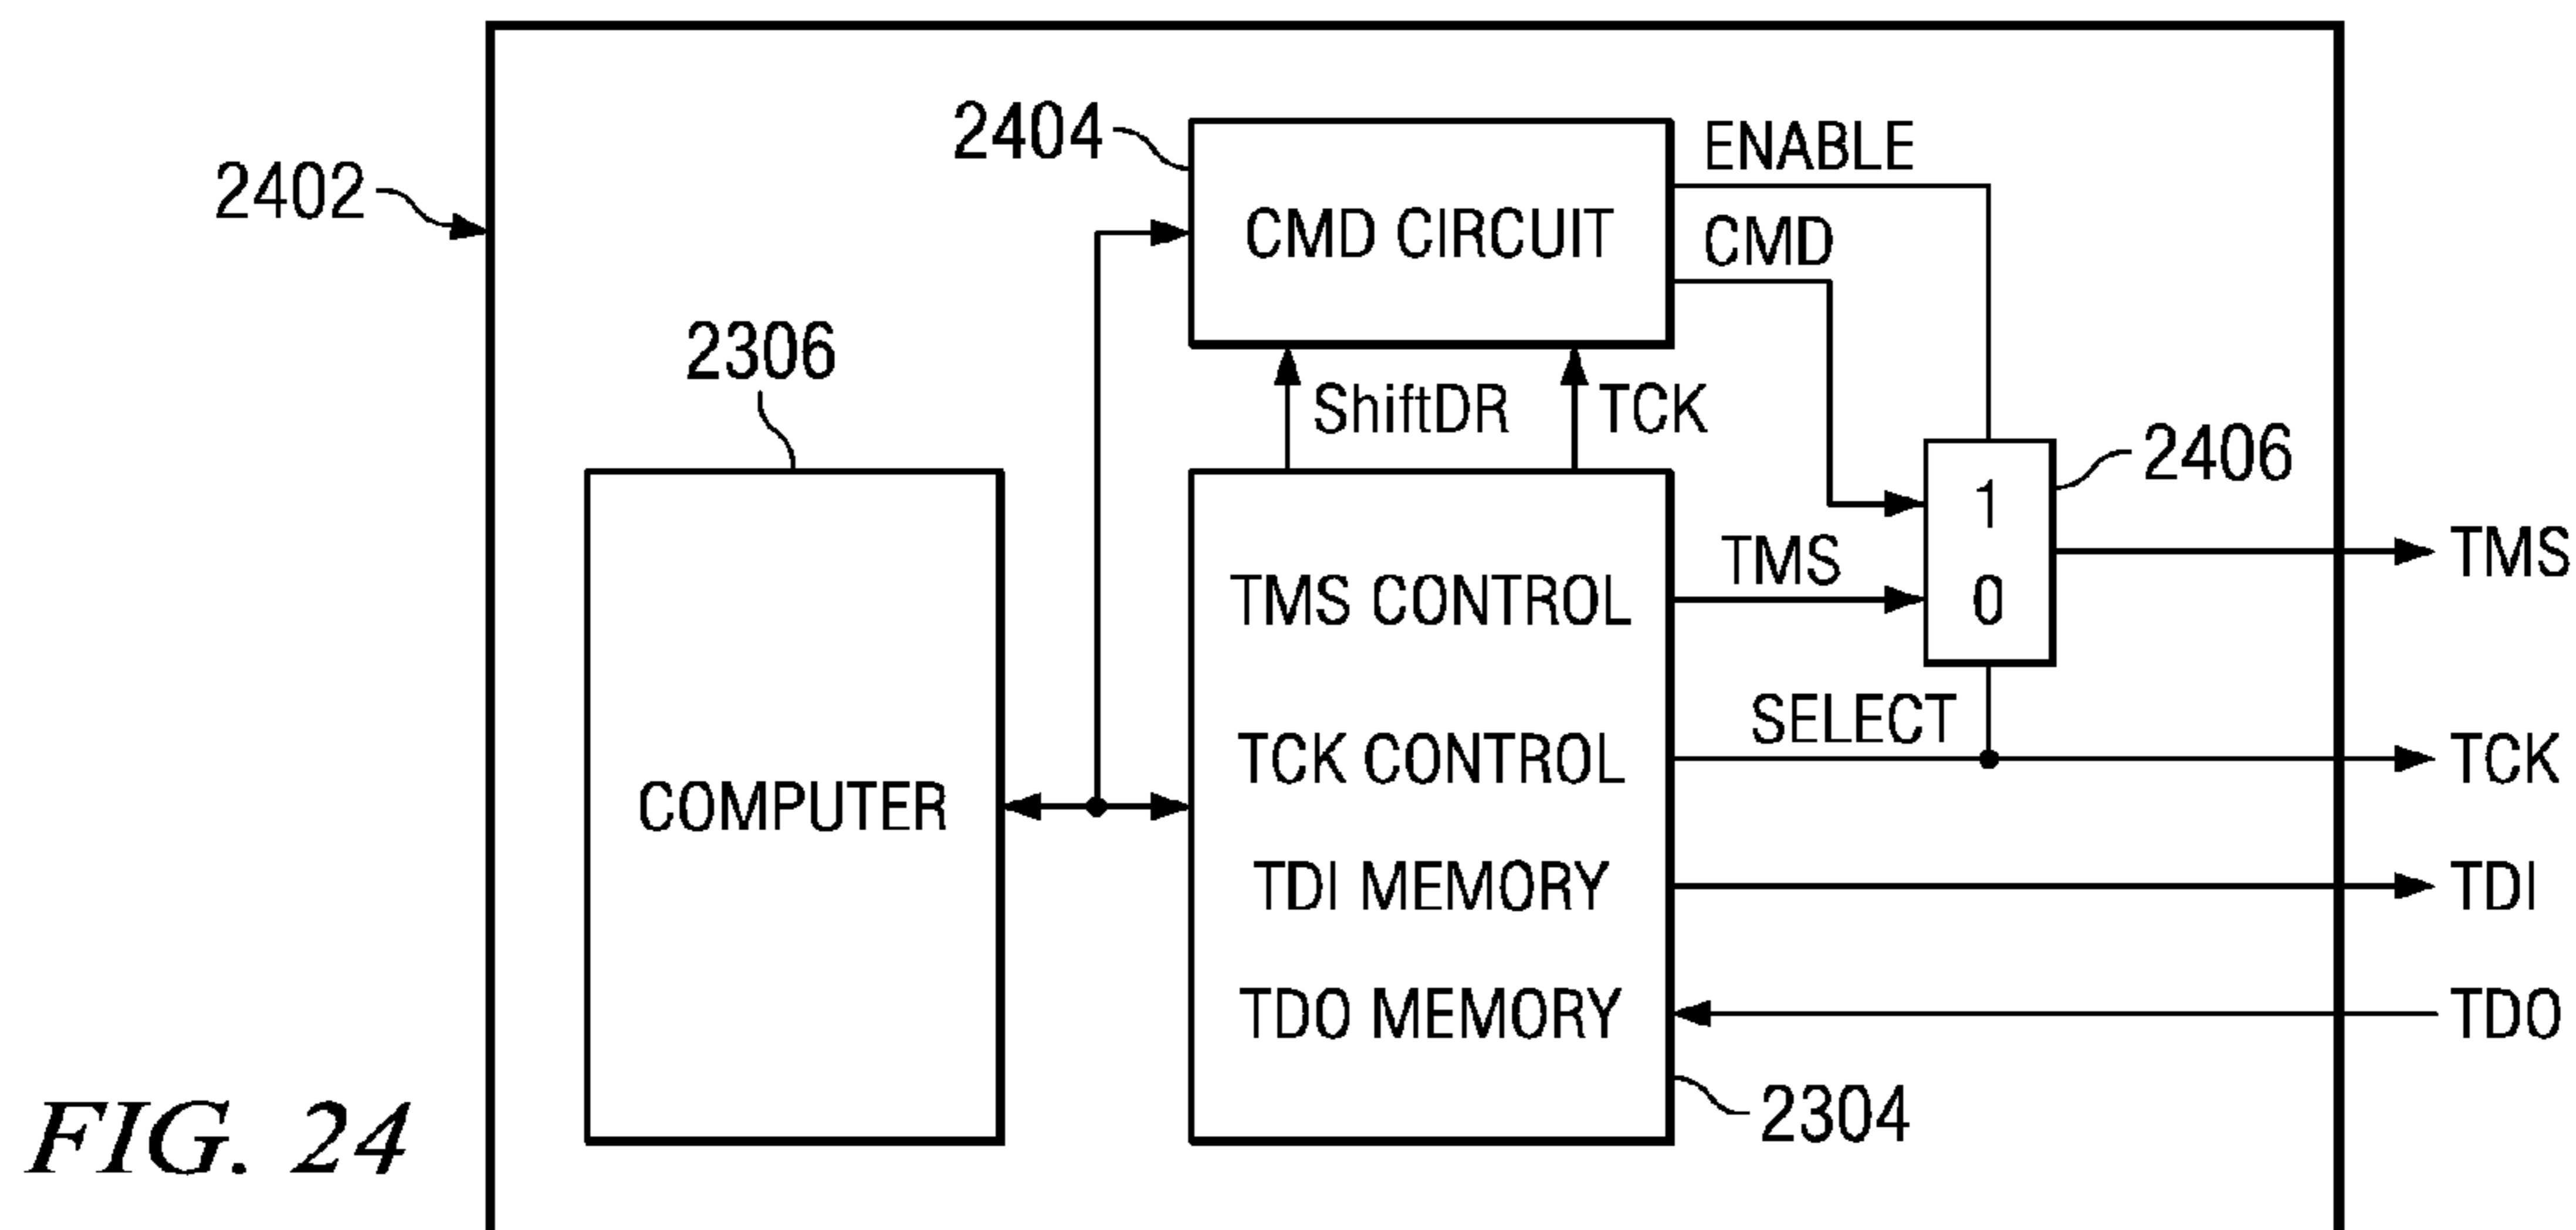 2402
2404
CMD CIRCUIT
ENABLE
CMD
2306
ShiftDR
TCK
COMPUTER
TMS CONTROL
TCK CONTROL
TDI MEMORY
TDO MEMORY
TMS
SELECT
1
0
2406
TMS
TCK
TDI
TDO
2304
FIG. 24